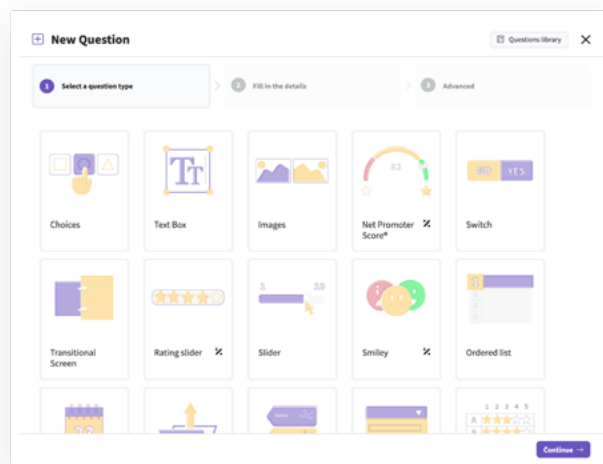 New Question
Questions library
1 Select a question type
2 Fill in the details
3 Advanced
82
YES
Choices
Text Box
Images
Net Promoter Score®
Switch
1
10
Transitional Screen
Rating slider
Slider
Smiley
Ordered list
1 2 3 4 5
A
Continue →